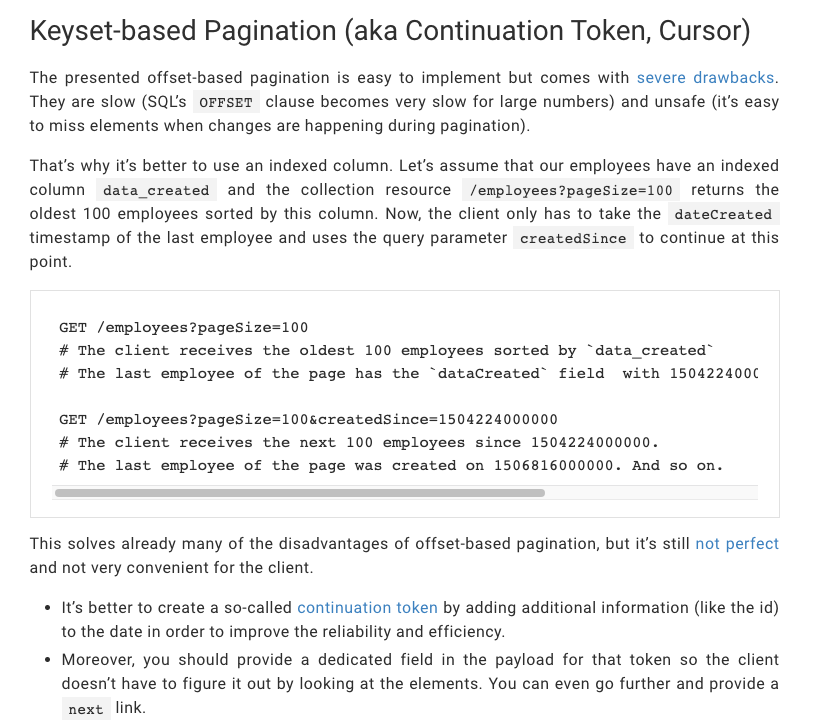 Keyset-based Pagination (aka Continuation Token, Cursor)
The presented offset-based pagination is easy to implement but comes with severe drawbacks.
They are slow (SQL’s OFFSET clause becomes very slow for large numbers) and unsafe (it’s easy
to miss elements when changes are happening during pagination).
That’s why it’s better to use an indexed column. Let’s assume that our employees have an indexed
column data_created and the collection resource /employees?pageSize=100 returns the
oldest 100 employees sorted by this column. Now, the client only has to take the dateCreated
timestamp of the last employee and uses the query parameter createdSince to continue at this
point.
GET /employees?pageSize=100
# The client receives the oldest 100 employees sorted by `data_created`
# The last employee of the page has the `dataCreated` field  with 1504224000
GET /employees?pageSize=100&createdSince=1504224000000
# The client receives the next 100 employees since 1504224000000.
# The last employee of the page was created on 1506816000000. And so on.
This solves already many of the disadvantages of offset-based pagination, but it’s still not perfect
and not very convenient for the client.
• It’s better to create a so-called continuation token by adding additional information (like the id)
to the date in order to improve the reliability and efficiency.
• Moreover, you should provide a dedicated field in the payload for that token so the client
doesn’t have to figure it out by looking at the elements. You can even go further and provide a
next link.